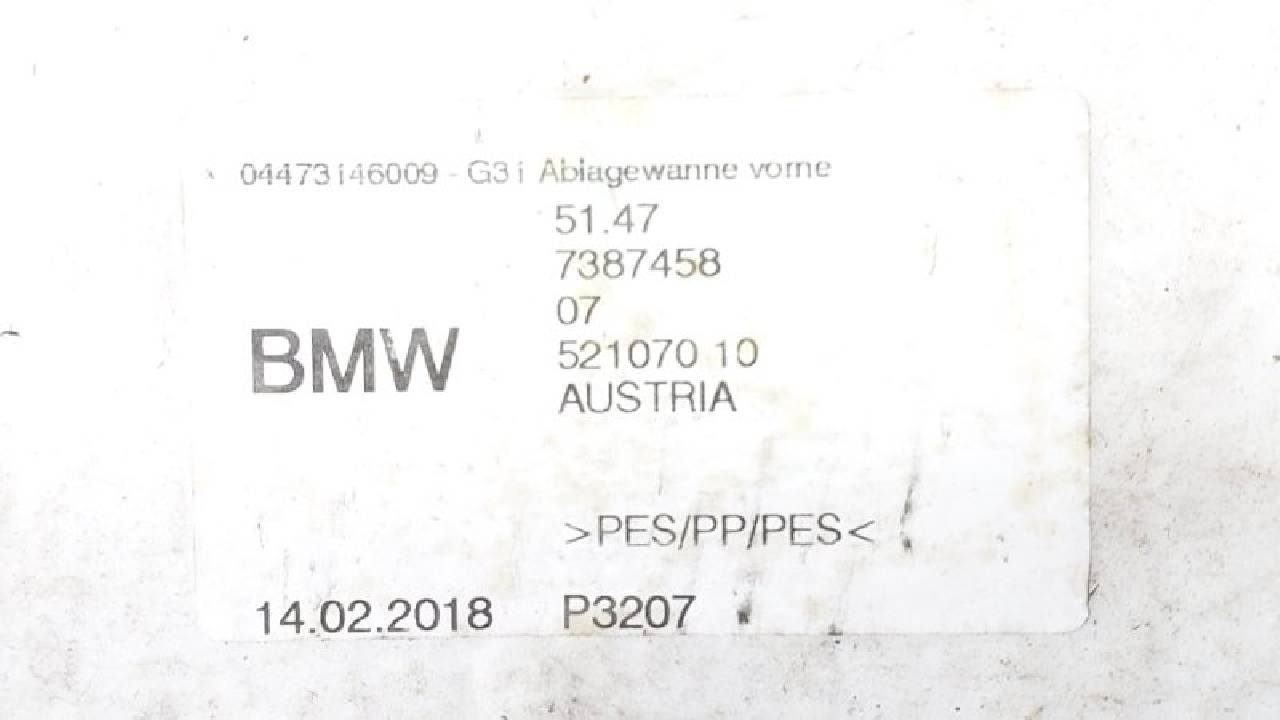 04473146009 - G31 Ablagewanne vorne
51.47
7387458
07
BMW
521070 10
AUSTRIA
>PES/PP/PES<
14.02.2018 P3207